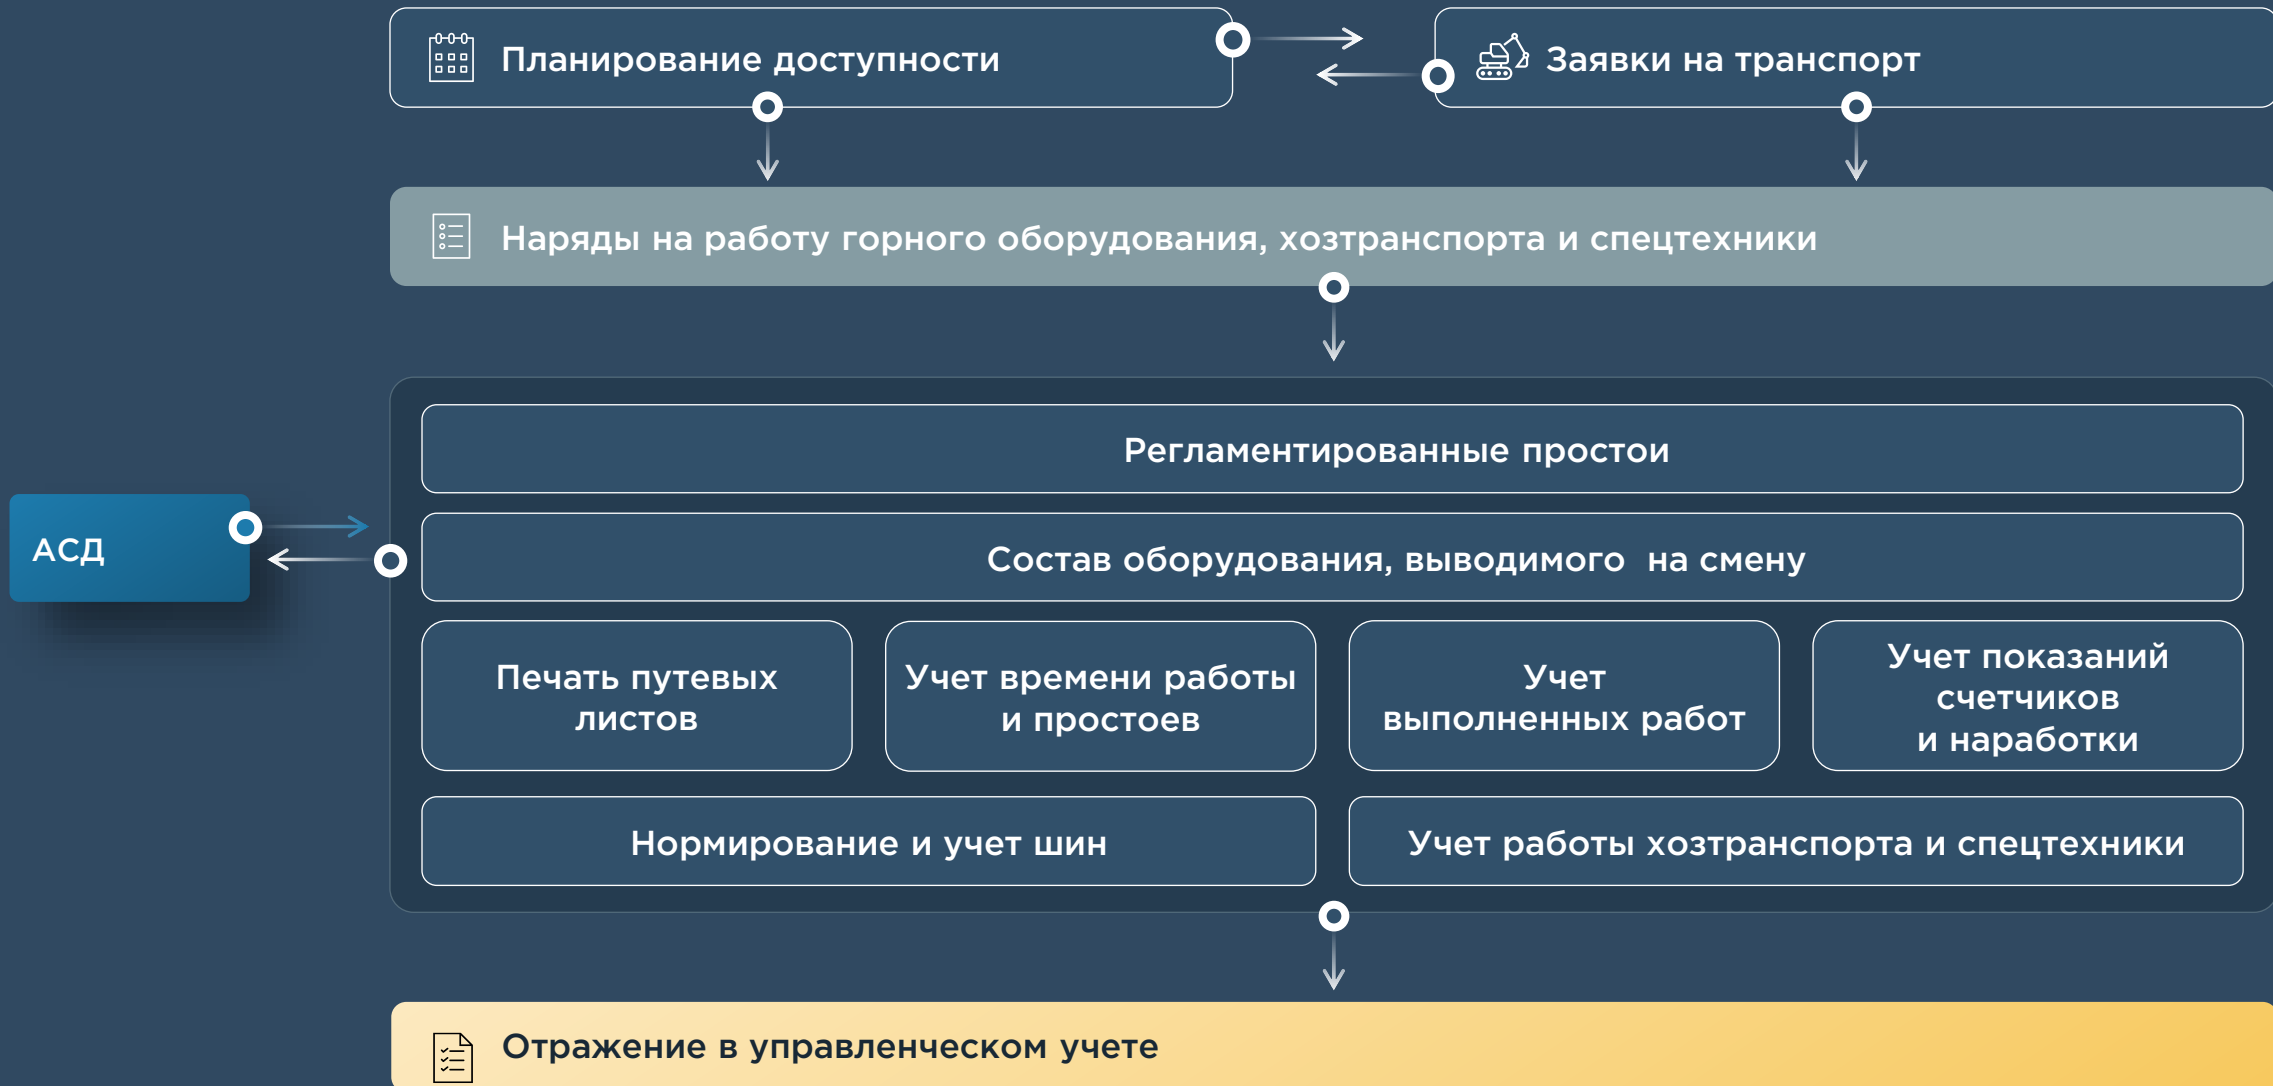 Планирование доступности
Заявки на транспорт
Наряды на работу горного оборудования, хозтранспорта и спецтехники
Регламентированные простои
АСД
Состав оборудования, выводимого  на смену
Печать путевых
листов
Учет времени работы
и простоев
Учет
выполненных работ
Учет показаний
счетчиков
и наработки
Нормирование и учет шин
Учет работы хозтранспорта и спецтехники
Отражение в управленческом учете